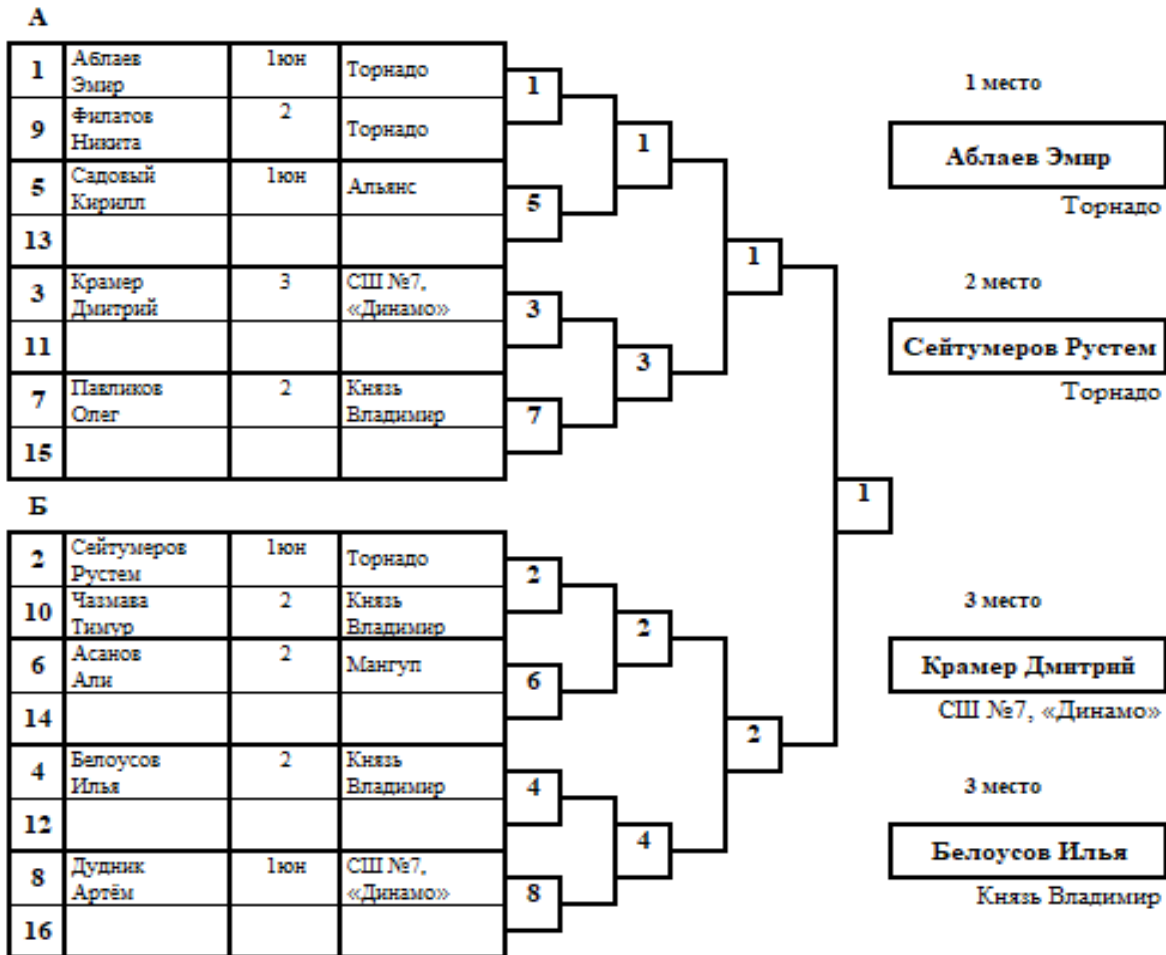 А
1 Аблаев Эмир 1юн Торнадо
9 Филатов Никита 2 Торнадо
5 Садовый Кирилл 1юн Альянс
13
3 Крамер Дмитрий 3 СШ №7, «Динамо»
11
7 Павликов Олег 2 Князь Владимир
15
1
5
3
7
1
3
1
Б
2 Сейтумеров Рустем 1юн Торнадо
10 Чазмава Тимур 2 Князь Владимир
6 Асанов Али 2 Мангуп
14
4 Белоусов Илья 2 Князь Владимир
12
8 Дудник Артём 1юн СШ №7, «Динамо»
16
2
6
4
8
2
4
2
1
1 место
Аблаев Эмир
Торнадо
2 место
Сейтумеров Рустем
Торнадо
3 место
Крамер Дмитрий
СШ №7, «Динамо»
3 место
Белоусов Илья
Князь Владимир